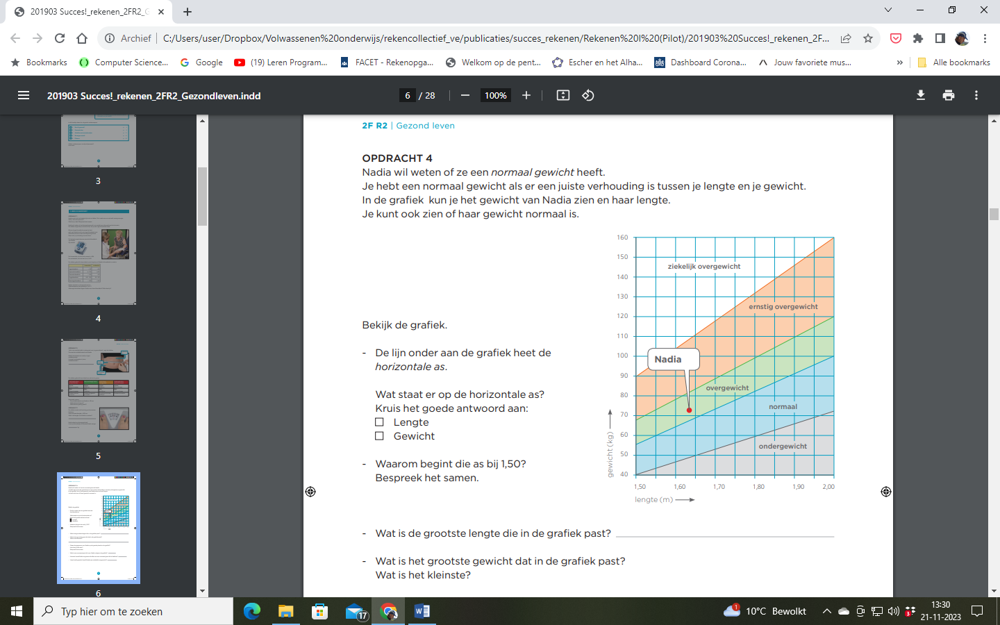 201903 Succes!_rekenen_2FR2_G
Archief
C:/Users/user/Dropbox/Volwassenen%20onderwijs/rekencollectief_ve/publicaties/succes_rekenen/Rekenen%20I%20(Pilot)/201903%20Succes!_rekenen_2F...
Bookmarks
Computer Science...
Google
(19) Leren Program...
FACET - Rekenopga...
Welkom op de pent...
Escher en het Alha...
Dashboard Corona...
Jouw favoriete mus...
»
Alle bookmarks
201903 Succes!_rekenen_2FR2_Gezondleven.indd
6 / 28
100%
3
4
5
6
2F R2 | Gezond leven
OPDRACHT 4
Nadia wil weten of ze een normaal gewicht heeft.
Je hebt een normaal gewicht als er een juiste verhouding is tussen je lengte en je gewicht.
In de grafiek kun je het gewicht van Nadia zien en haar lengte.
Je kunt ook zien of haar gewicht normaal is.
Bekijk de grafiek.
- De lijn onder aan de grafiek heet de
horizontale as.
Wat staat er op de horizontale as?
Kruis het goede antwoord aan:
Lengte
Gewicht
- Waarom begint die as bij 1,50?
Bespreek het samen.
160
150
140
130
120
110
100
90
80
70
60
50
40
gewicht (kg)
ziekelijk overgewicht
ernstig overgewicht
Nadia
overgewicht
normaal
ondergewicht
1,50 1,60 1,70 1,80 1,90 2,00
lengte (m)
- Wat is de grootste lengte die in de grafiek past?
- Wat is het grootste gewicht dat in de grafiek past?
Wat is het kleinste?
Typ hier om te zoeken
17
1
10°C Bewolkt
3
13:30
21-11-2023